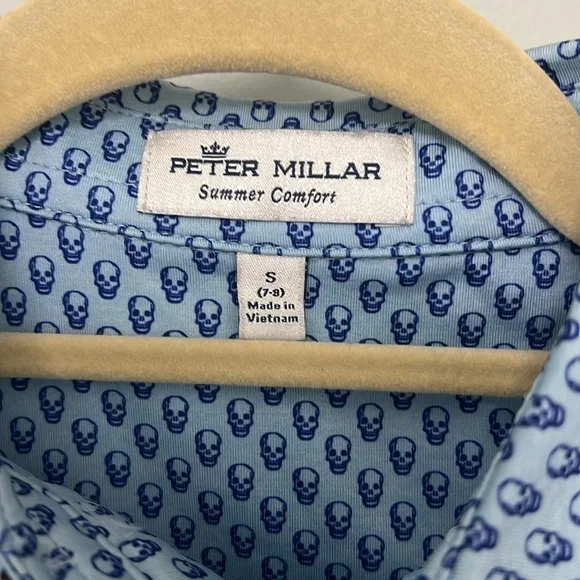 PETER MILLAR
Summer Comfort
S
(7-8)
Made in
Vietnam